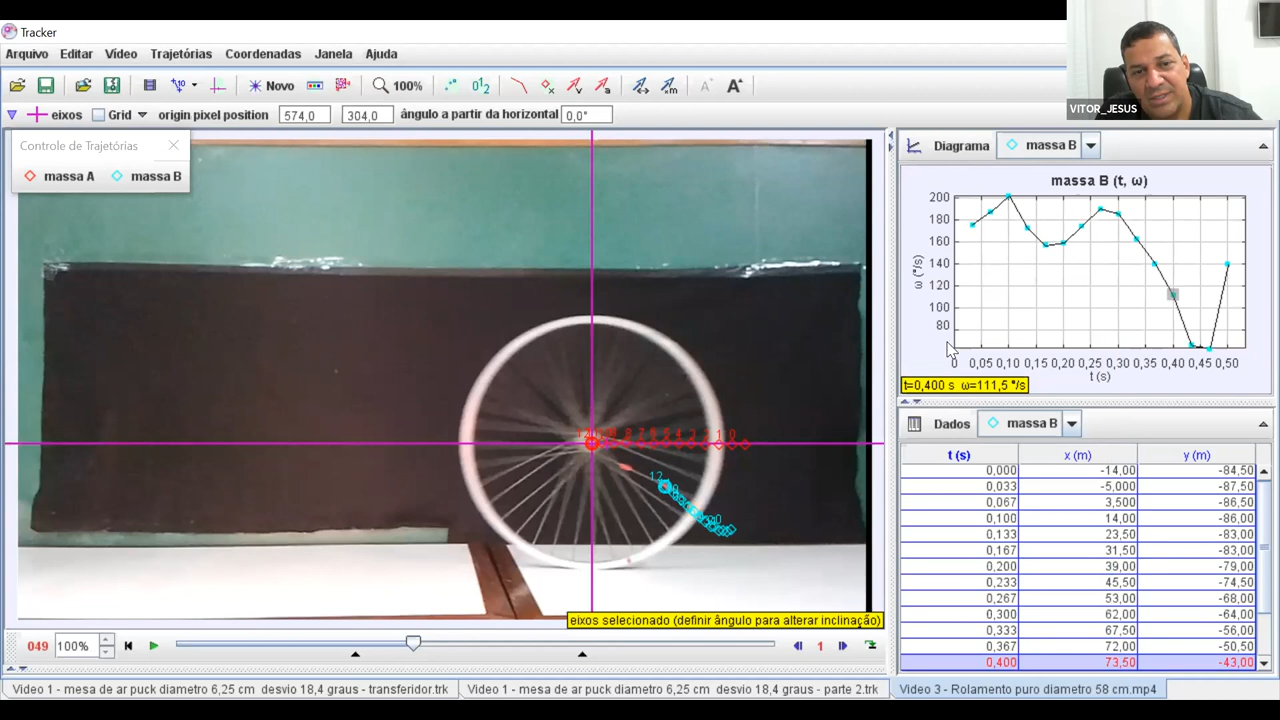 Tracker
Arquivo Editar Vídeo Trajetórias Coordenadas Janela Ajuda
Novo 100%
eixos Grid origin pixel position 574,0 304,0 ângulo a partir da horizontal 0,0°
VITOR_JESUS
Controle de Trajetórias
massa A massa B
Diagrama massa B
massa B (t, ω)
200
180
160
140
120
100
80
ω (°/s)
0 0,05 0,10 0,15 0,20 0,25 0,30 0,35 0,40 0,45 0,50
t (s)
t=0,400 s ω=111,5 °/s
Dados massa B
t (s) x (m) y (m)
0,000 -14,00 -84,50
0,033 -5,000 -87,50
0,067 3,500 -86,50
0,100 14,00 -86,00
0,133 23,50 -83,00
0,167 31,50 -83,00
0,200 39,00 -79,00
0,233 45,50 -74,50
0,267 53,00 -68,00
0,300 62,00 -64,00
0,333 67,50 -56,00
0,367 72,00 -50,50
0,400 73,50 -43,00
eixos selecionado (definir ângulo para alterar inclinação)
049 100% 1
Video 1 - mesa de ar puck diametro 6,25 cm desvio 18,4 graus - transferidor.trk
Video 1 - mesa de ar puck diametro 6,25 cm desvio 18,4 graus - parte 2.trk
Video 3 - Rolamento puro diametro 58 cm.mp4